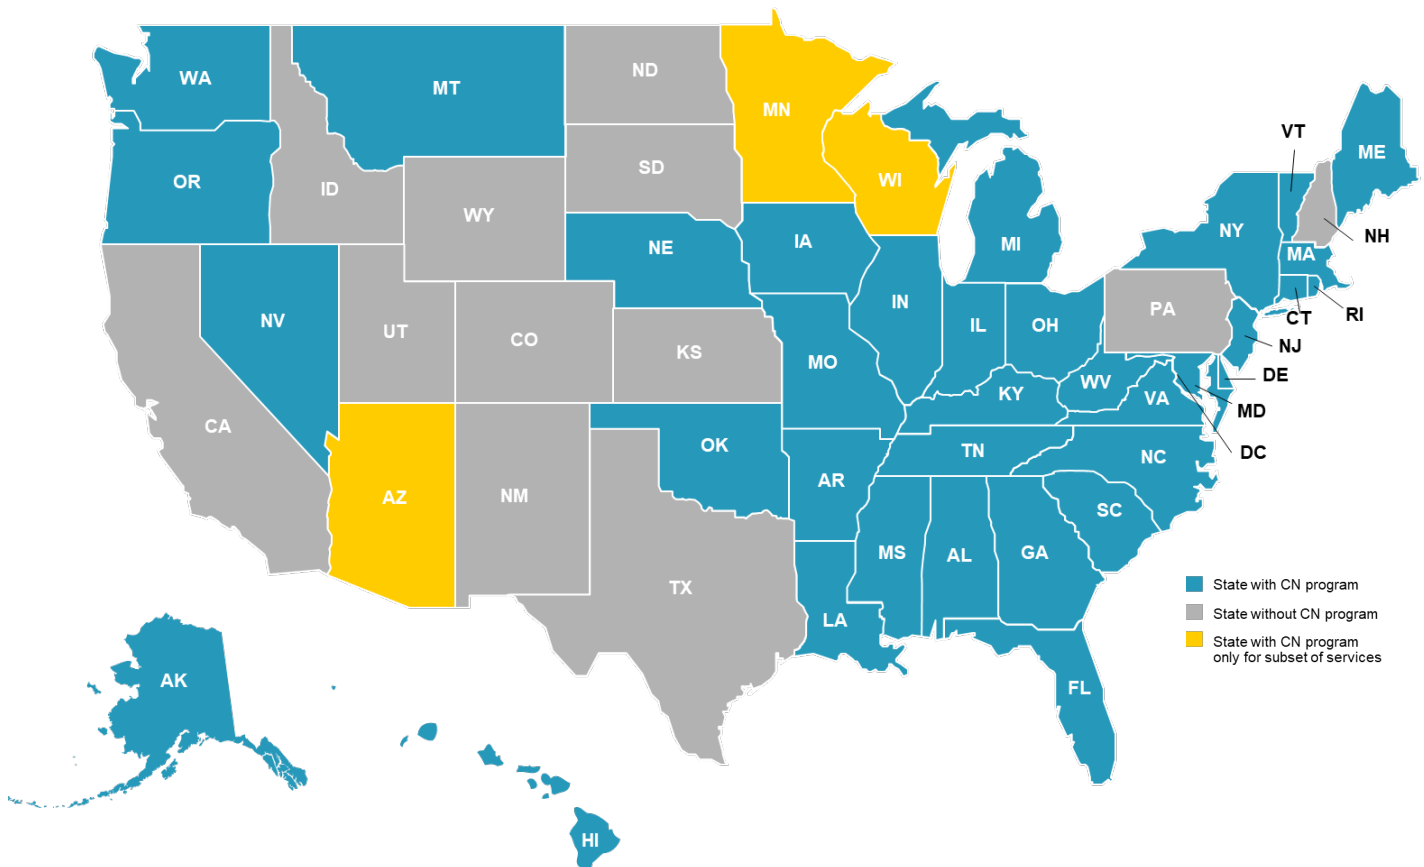 WA
MT
ND
MN
VT
ME
OR
ID
SD
WI
WY
NY
NH
NE
IA
MI
MA
NV
UT
CO
KS
IN
IL
OH
PA
CT
RI
NJ
MO
WV
KY
VA
DE
MD
CA
DC
OK
TN
NC
AZ
NM
AR
SC
MS
AL
GA
TX
LA
State with CN program
State without CN program
State with CN program
only for subset of services
AK
FL
HI